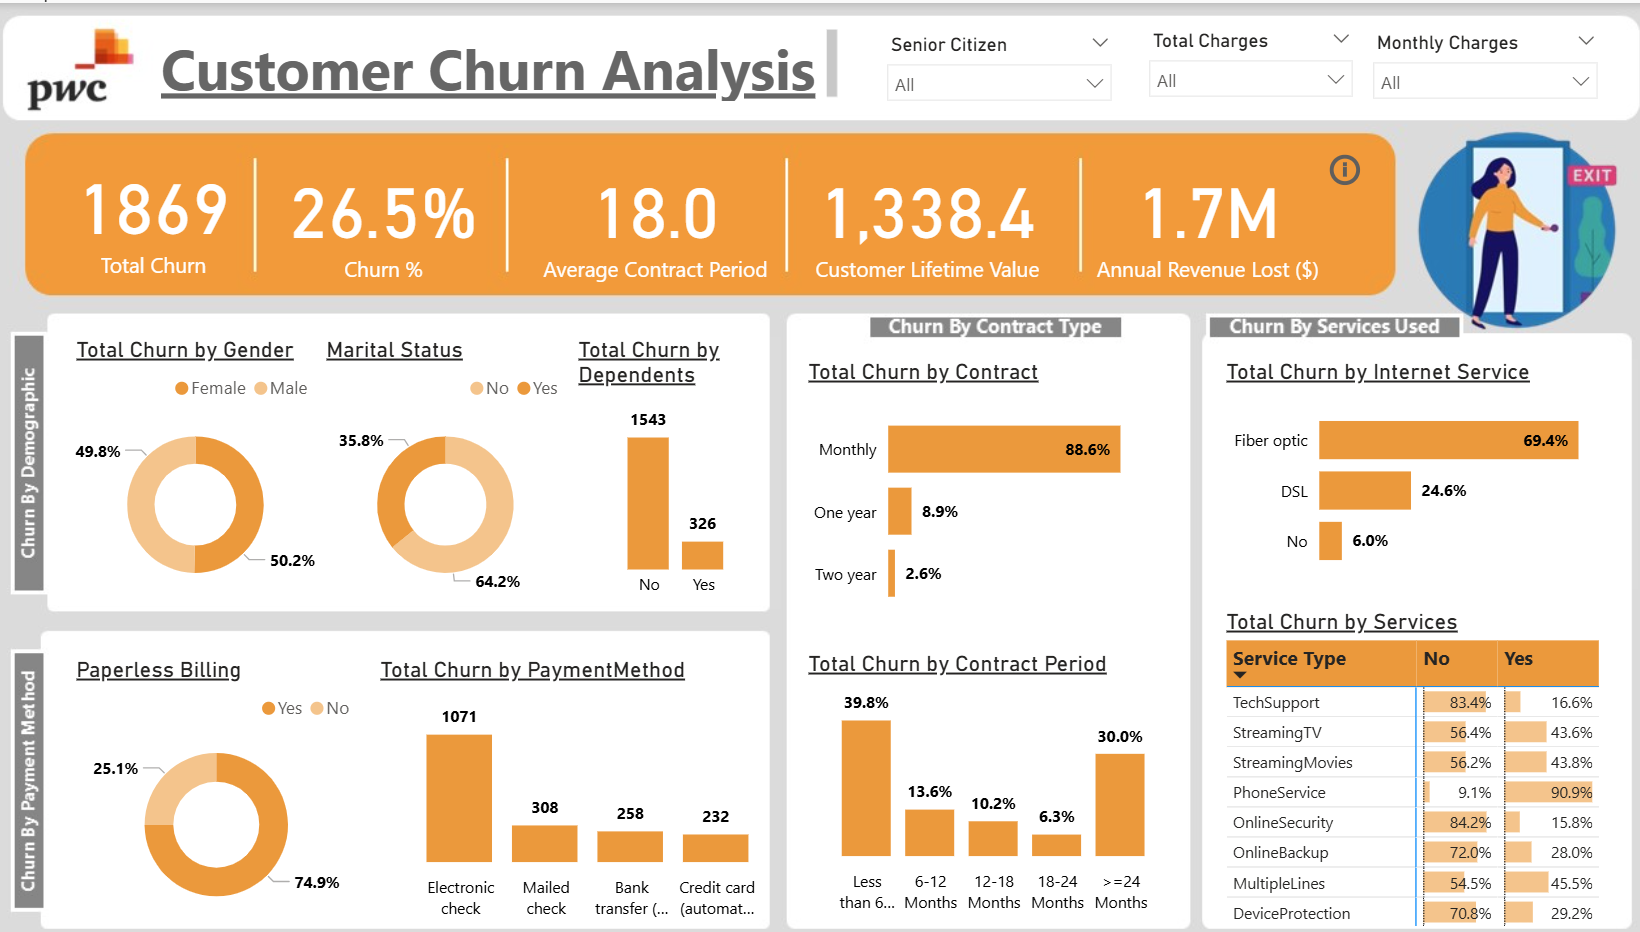 pwc
Customer Churn Analysis
Senior Citizen
All
Total Charges
All
Monthly Charges
All
1869
Total Churn
26.5%
Churn %
18.0
Average Contract Period
1,338.4
Customer Lifetime Value
1.7M
Annual Revenue Lost ($)
EXIT
Churn By Demographic
Total Churn by Gender
Female Male
49.8%
50.2%
Marital Status
No Yes
35.8%
64.2%
Total Churn by
Dependents
1543
326
No Yes
Churn By Payment Method
Paperless Billing
Yes No
25.1%
74.9%
Total Churn by PaymentMethod
1071
308
258
232
Electronic
check
Mailed
check
Bank
transfer (...
Credit card
(automat...
Churn By Contract Type
Total Churn by Contract
Monthly 88.6%
One year 8.9%
Two year 2.6%
Total Churn by Contract Period
39.8%
13.6%
10.2%
6.3%
30.0%
Less
than 6...
6-12
Months
12-18
Months
18-24
Months
>=24
Months
Churn By Services Used
Total Churn by Internet Service
Fiber optic 69.4%
DSL 24.6%
No 6.0%
Total Churn by Services
Service Type No Yes
TechSupport 83.4% 16.6%
StreamingTV 56.4% 43.6%
StreamingMovies 56.2% 43.8%
PhoneService 9.1% 90.9%
OnlineSecurity 84.2% 15.8%
OnlineBackup 72.0% 28.0%
MultipleLines 54.5% 45.5%
DeviceProtection 70.8% 29.2%